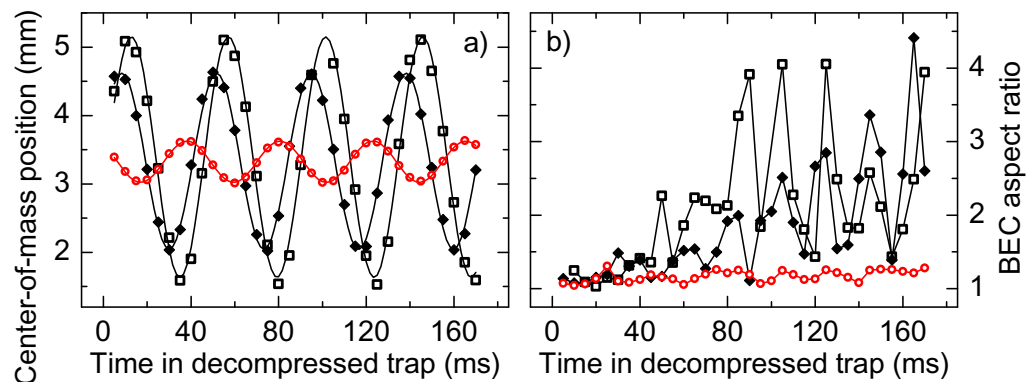 Center-of-mass position (mm)
5
4
3
2
a)
0 40 80 120 160
Time in decompressed trap (ms)
b)
0 40 80 120 160
Time in decompressed trap (ms)
4
3
2
1
BEC aspect ratio